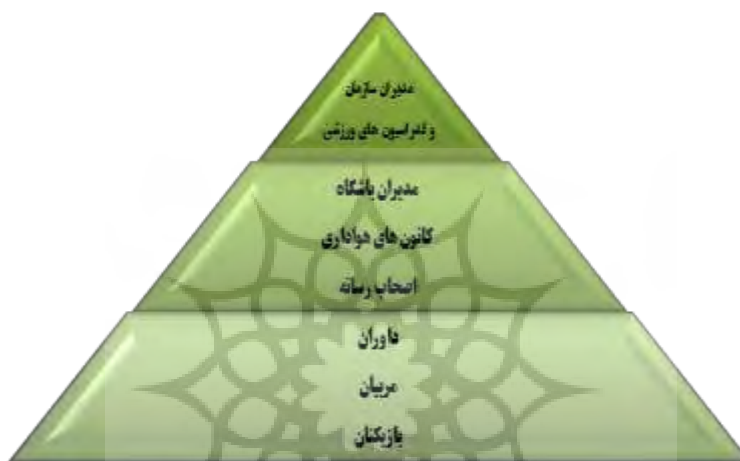 مدیران سازمان
و فدراسیون های ورزشی
مدیران باشگاه
کانون های هواداری
اصحاب رسانه
داوران
مربیان
بازیکنان